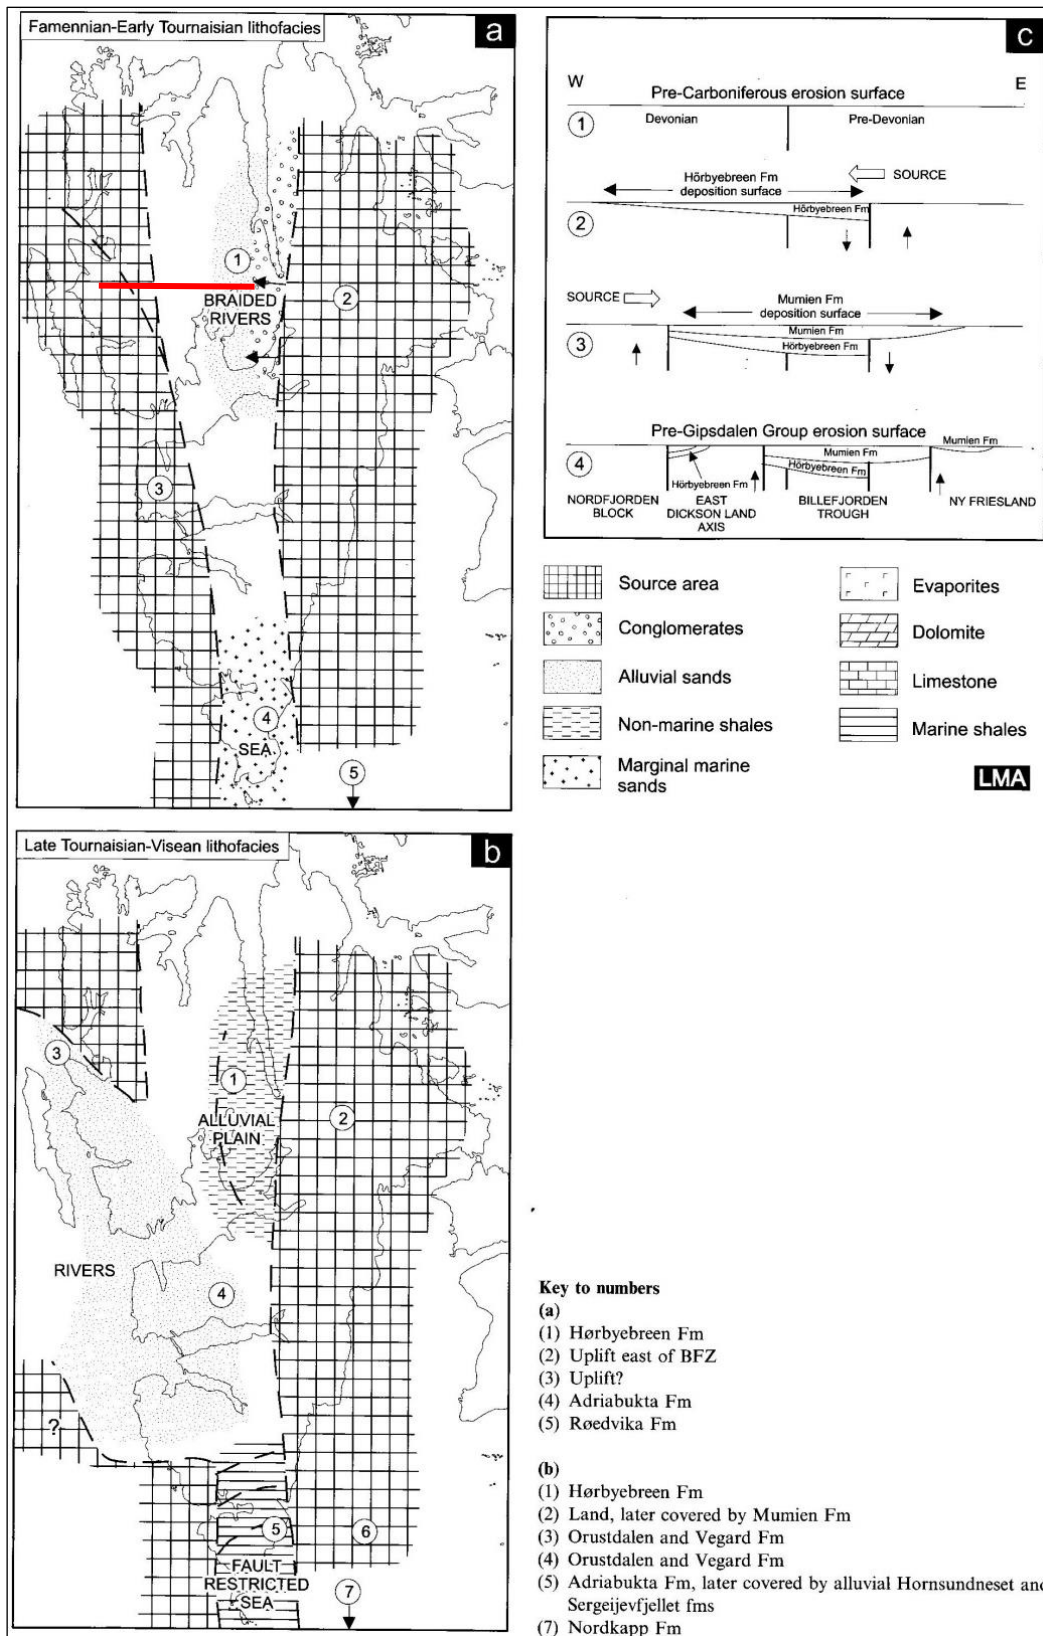 Famennian-Early Tournaisian lithofacies
a
1
BRAIDED
RIVERS
2
3
4
SEA
5
c
W
E
Pre-Carboniferous erosion surface
1
Devonian
Pre-Devonian
Hörbyebreen Fm
deposition surface
SOURCE
2
Hörbyebreen Fm
SOURCE
Mumien Fm
deposition surface
3
Mumien Fm
Hörbyebreen Fm
Pre-Gipsdalen Group erosion surface
Mumien Fm
4
Mumien Fm
Hörbyebreen Fm
Hörbyebreen Fm
NORDFJORDEN
BLOCK
EAST
DICKSON LAND
AXIS
BILLEFJORDEN
TROUGH
NY FRIESLAND
Source area
Evaporites
Conglomerates
Dolomite
Alluvial sands
Limestone
Non-marine shales
Marine shales
Marginal marine
sands
LMA
Late Tournaisian-Visean lithofacies
b
3
1
2
ALLUVIAL
PLAIN
RIVERS
4
?
5
6
FAULT
RESTRICTED
SEA
7
Key to numbers
(a)
(1) Hørbyebreen Fm
(2) Uplift east of BFZ
(3) Uplift?
(4) Adriabukta Fm
(5) Røedvika Fm
(b)
(1) Hørbyebreen Fm
(2) Land, later covered by Mumien Fm
(3) Orustdalen and Vegard Fm
(4) Orustdalen and Vegard Fm
(5) Adriabukta Fm, later covered by alluvial Hornsundneset and
Sergeijevfjellet fms
(7) Nordkapp Fm